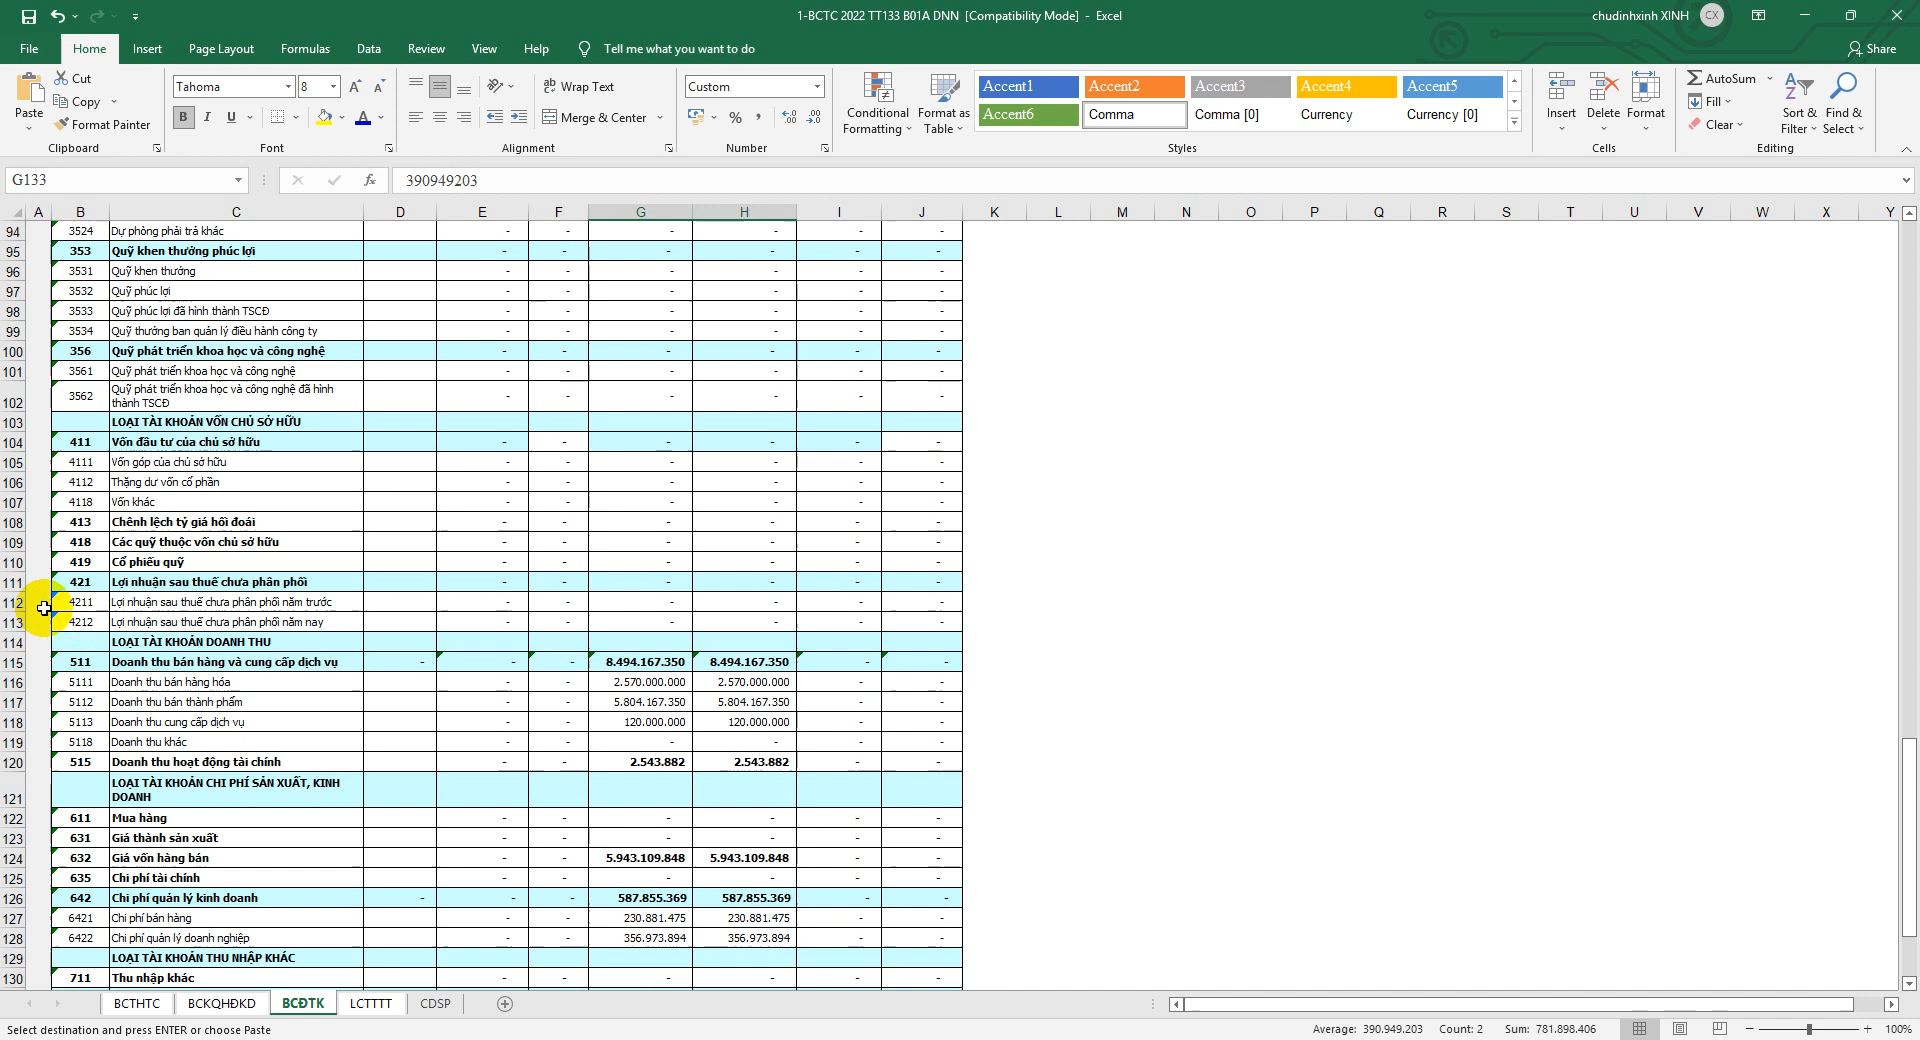 1-BCTC 2022 TT133 B01A DNN [Compatibility Mode] - Excel
chudinhxinh XINH CX
File Home Insert Page Layout Formulas Data Review View Help Tell me what you want to do Share
Paste Cut Copy Format Painter Clipboard
Tahoma 8 B I U Font
Wrap Text Merge & Center Alignment
Custom % , Number
Conditional Formatting Format as Table
Accent1 Accent2 Accent3 Accent4 Accent5
Accent6 Comma Comma [0] Currency Currency [0]
Styles
Insert Delete Format Cells
AutoSum Fill Clear Sort & Filter Find & Select Editing
G133 fx 390949203
A B C D E F G H I J K L M N O P Q R S T U V W X Y
94 3524 Dự phòng phải trả khác - - - - - -
95 353 Quỹ khen thưởng phúc lợi - - - - - -
96 3531 Quỹ khen thưởng - - - - - -
97 3532 Quỹ phúc lợi - - - - - -
98 3533 Quỹ phúc lợi đã hình thành TSCĐ - - - - - -
99 3534 Quỹ thưởng ban quản lý điều hành công ty - - - - - -
100 356 Quỹ phát triển khoa học và công nghệ - - - - - -
101 3561 Quỹ phát triển khoa học và công nghệ - - - - - -
102 3562 Quỹ phát triển khoa học và công nghệ đã hình thành TSCĐ - - - - - -
103 LOẠI TÀI KHOẢN VỐN CHỦ SỞ HỮU
104 411 Vốn đầu tư của chủ sở hữu - - - - - -
105 4111 Vốn góp của chủ sở hữu - - - - - -
106 4112 Thặng dư vốn cổ phần - - - - - -
107 4118 Vốn khác - - - - - -
108 413 Chênh lệch tỷ giá hối đoái - - - - - -
109 418 Các quỹ thuộc vốn chủ sở hữu - - - - - -
110 419 Cổ phiếu quỹ - - - - - -
111 421 Lợi nhuận sau thuế chưa phân phối - - - - - -
112 4211 Lợi nhuận sau thuế chưa phân phối năm trước - - - - - -
113 4212 Lợi nhuận sau thuế chưa phân phối năm nay - - - - - -
114 LOẠI TÀI KHOẢN DOANH THU
115 511 Doanh thu bán hàng và cung cấp dịch vụ - - - 8.494.167.350 8.494.167.350 - -
116 5111 Doanh thu bán hàng hóa - - 2.570.000.000 2.570.000.000 - -
117 5112 Doanh thu bán thành phẩm - - 5.804.167.350 5.804.167.350 - -
118 5113 Doanh thu cung cấp dịch vụ - - 120.000.000 120.000.000 - -
119 5118 Doanh thu khác - - - - - -
120 515 Doanh thu hoạt động tài chính - - 2.543.882 2.543.882 - -
121 LOẠI TÀI KHOẢN CHI PHÍ SẢN XUẤT, KINH DOANH
122 611 Mua hàng - - - - - -
123 631 Giá thành sản xuất - - - - - -
124 632 Giá vốn hàng bán - - 5.943.109.848 5.943.109.848 - -
125 635 Chi phí tài chính - - - - - -
126 642 Chi phí quản lý kinh doanh - - - 587.855.369 587.855.369 - -
127 6421 Chi phí bán hàng - - 230.881.475 230.881.475 - -
128 6422 Chi phí quản lý doanh nghiệp - - 356.973.894 356.973.894 - -
129 LOẠI TÀI KHOẢN THU NHẬP KHÁC
130 711 Thu nhập khác - - - - - -
BCTHTC BCKQHĐKD BCĐTK LCTTTT CDSP
Select destination and press ENTER or choose Paste
Average: 390.949.203 Count: 2 Sum: 781.898.406 100%